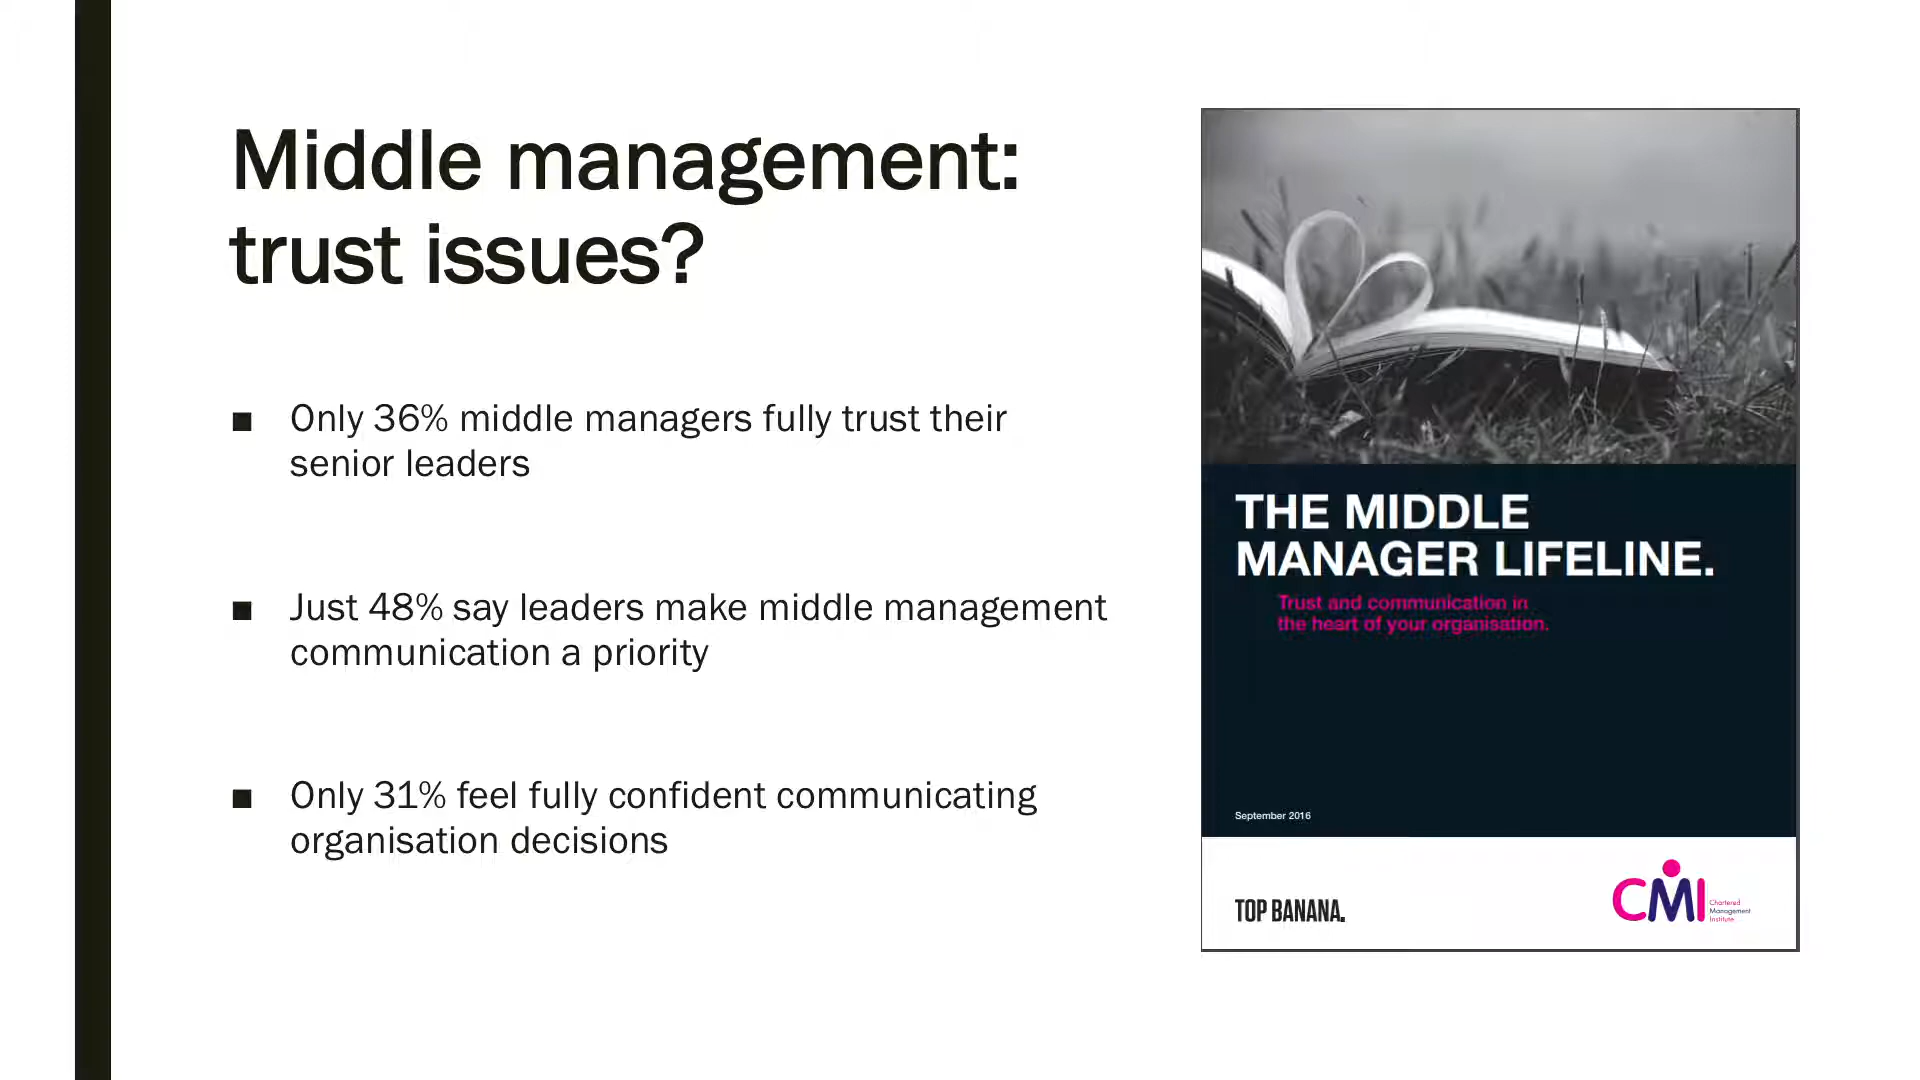 Middle management:
trust issues?
■ Only 36% middle managers fully trust their
senior leaders
■ Just 48% say leaders make middle management
communication a priority
■ Only 31% feel fully confident communicating
organisation decisions
THE MIDDLE
MANAGER LIFELINE.
Trust and communication in
the heart of your organisation.
September 2016
TOP BANANA.
CMI
Chartered
Management
Institute